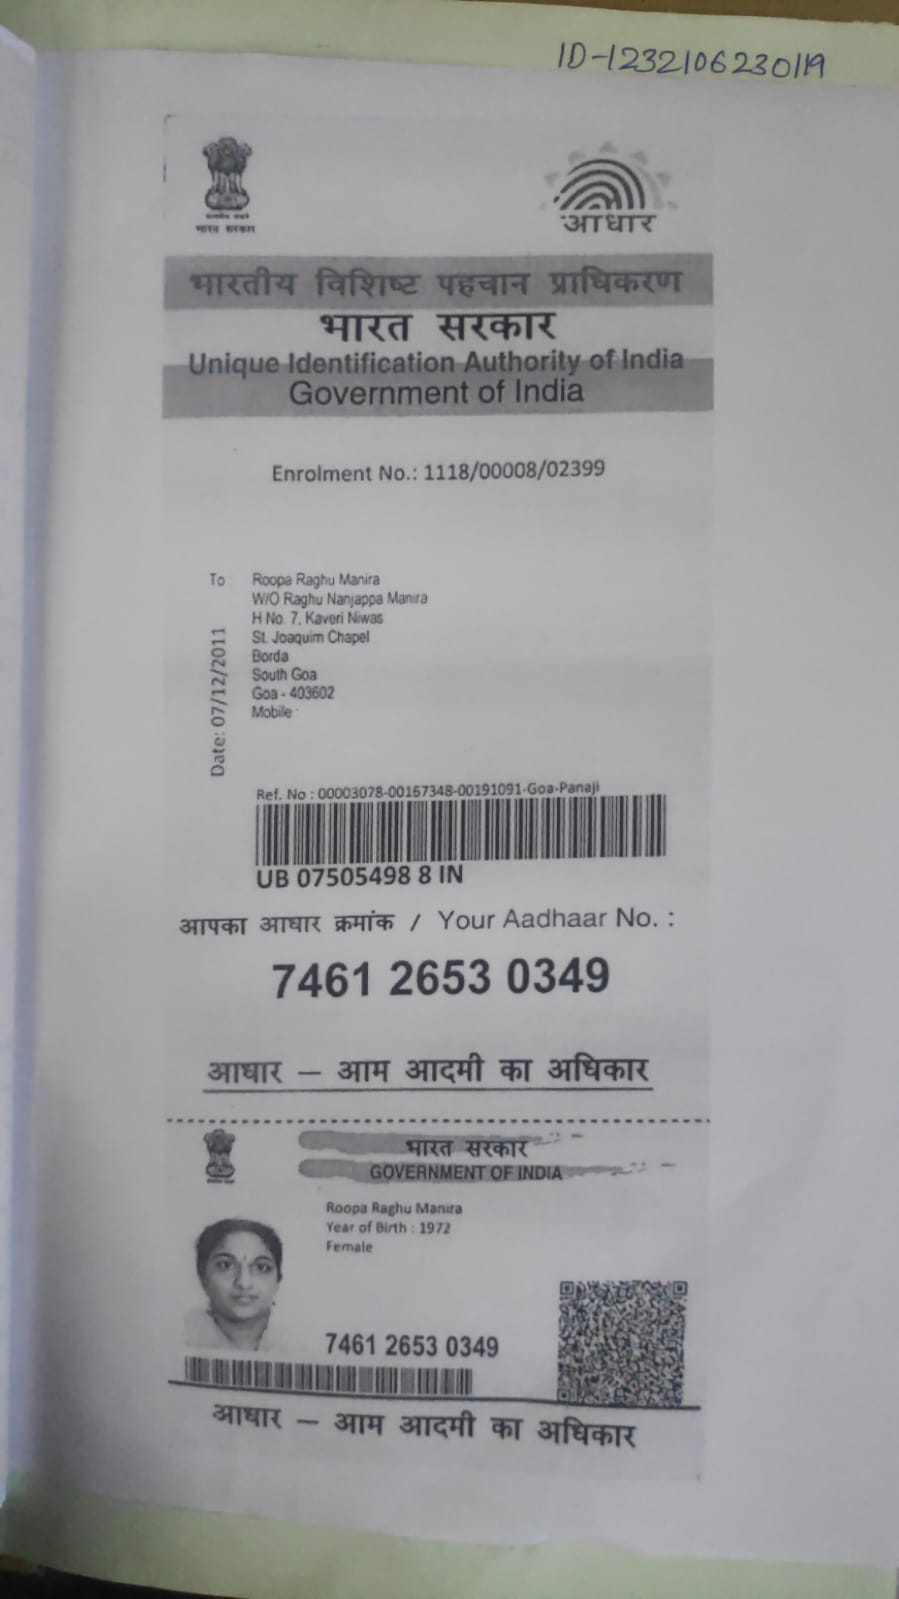 ID-1232106230119
भारत सरकार
आधार
भारतीय विशिष्ट पहचान प्राधिकरण
भारत सरकार
Unique Identification Authority of India
Government of India
Enrolment No.: 1118/00008/02399
To
Roopa Raghu Manira
W/O Raghu Nanjappa Manira
H No. 7, Kaveri Niwas
St. Joaquim Chapel
Borda
South Goa
Goa - 403602
Mobile :
Date: 07/12/2011
Ref. No : 00003078-00167348-00191091-Goa-Panaji
UB 07505498 8 IN
आपका आधार क्रमांक / Your Aadhaar No. :
7461 2653 0349
आधार – आम आदमी का अधिकार
भारत सरकार
GOVERNMENT OF INDIA
Roopa Raghu Manira
Year of Birth : 1972
Female
7461 2653 0349
आधार – आम आदमी का अधिकार